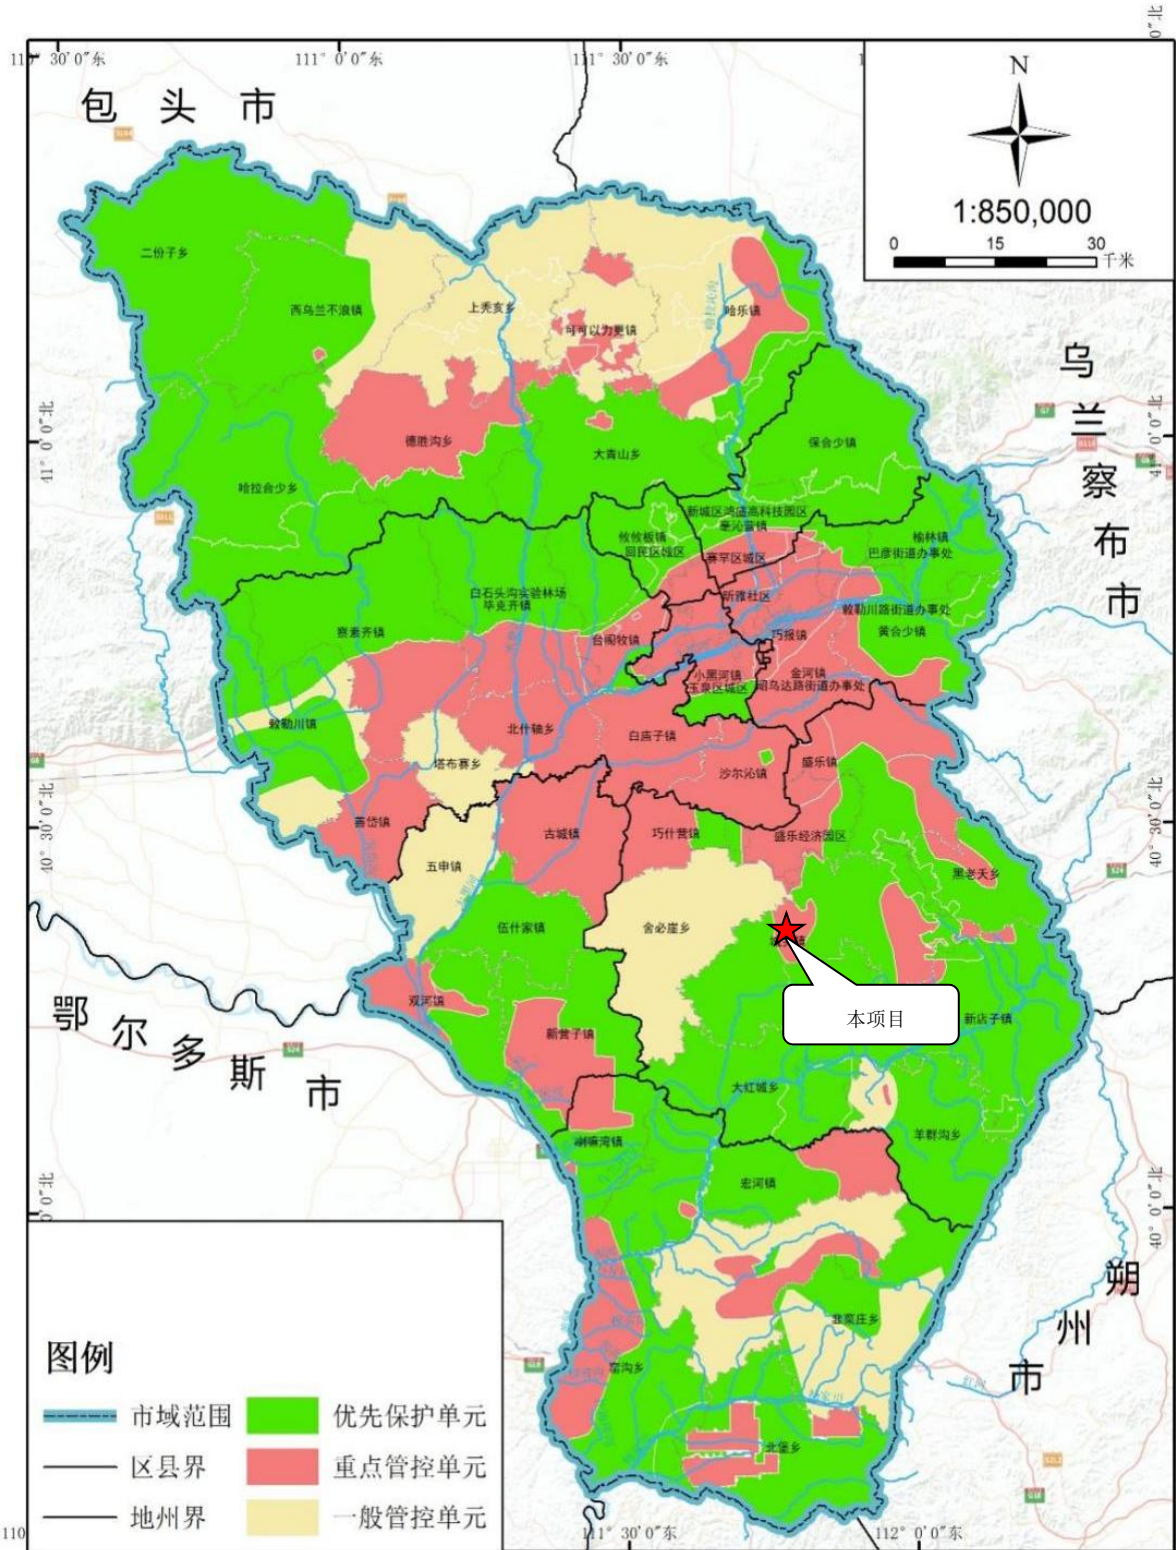 111° 0′0″东
111° 30′0″东
包头市
N
1:850,000
0 15 30
千米
二份子乡
西乌兰不浪镇
上秃亥乡
可可以力更镇
哈乐镇
乌兰察布市
德胜沟乡
大青山乡
保合少镇
哈拉合少乡
新城区鸿盛高科技园区
毫沁营镇
攸攸板镇
回民区城区
榆林镇
巴彦街道办事处
赛罕区城区
白石头沟实验林场
毕克齐镇
昕雅社区
敕勒川路街道办事处
察素齐镇
台阁牧镇
巧报镇
黄合少镇
小黑河镇
玉泉区城区
金河镇
昭乌达路街道办事处
敕勒川镇
北什轴乡
白庙子镇
塔布赛乡
沙尔沁镇
盛乐镇
善岱镇
古城镇
巧什营镇
盛乐经济园区
五申镇
黑老夭乡
伍什家镇
舍必崖乡
本项目
双河镇
新店子镇
新营子镇
鄂尔多斯市
大红城乡
喇嘛湾镇
羊群沟乡
宏河镇
朔州市
韭菜庄乡
窑沟乡
北堡乡
图例
市域范围
优先保护单元
区县界
重点管控单元
地州界
一般管控单元
111° 30′0″东
112° 0′0″东